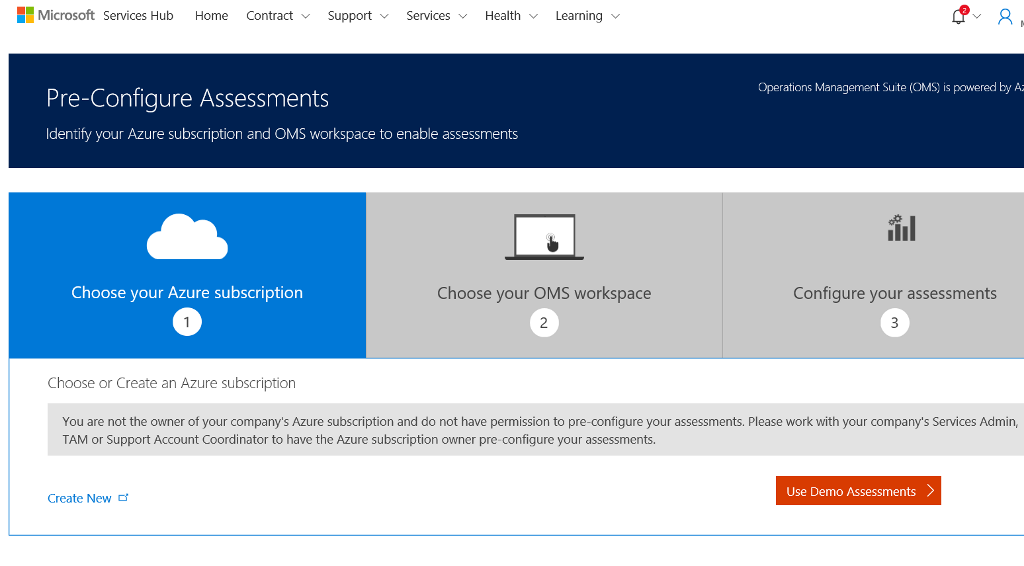 Microsoft Services Hub Home Contract Support Services Health Learning 2
Pre-Configure Assessments
Operations Management Suite (OMS) is powered by
Identify your Azure subscription and OMS workspace to enable assessments
Choose your Azure subscription
1
Choose your OMS workspace
2
Configure your assessments
3
Choose or Create an Azure subscription
You are not the owner of your company's Azure subscription and do not have permission to pre-configure your assessments. Please work with your company's Services Admin,
TAM or Support Account Coordinator to have the Azure subscription owner pre-configure your assessments.
Create New
Use Demo Assessments